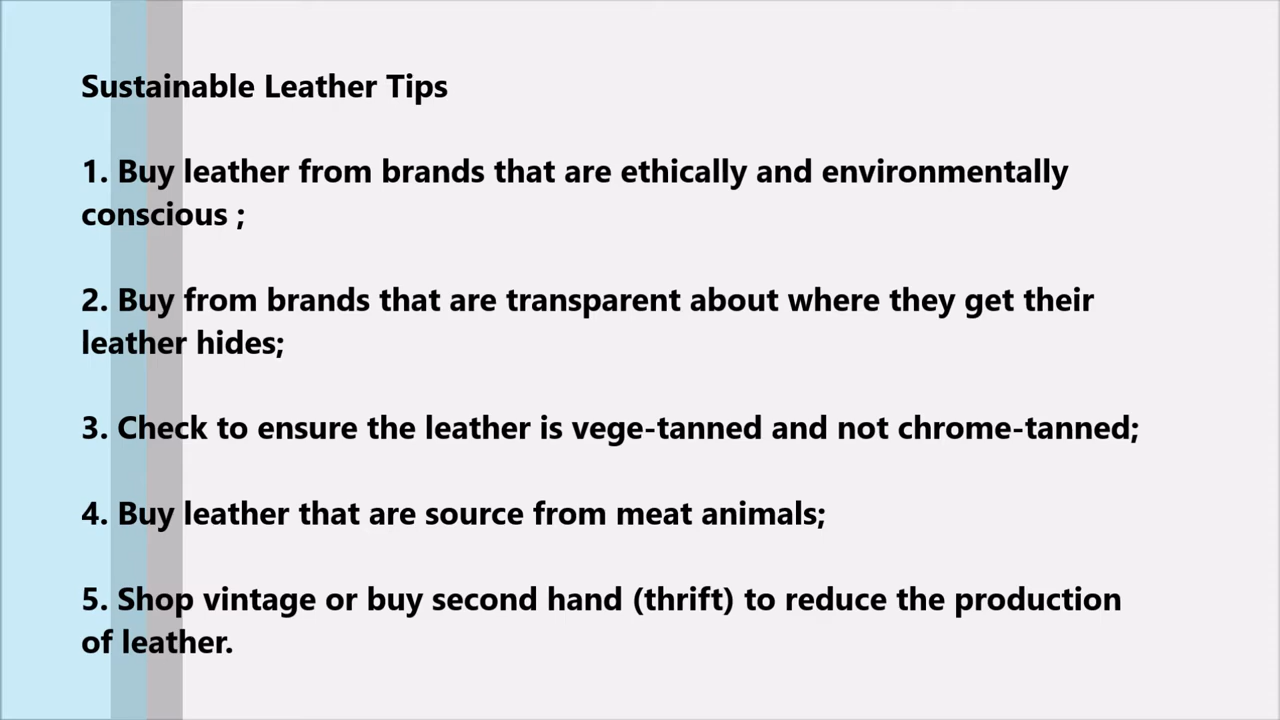 Sustainable Leather Tips
1. Buy leather from brands that are ethically and environmentally
conscious ;
2. Buy from brands that are transparent about where they get their
leather hides;
3. Check to ensure the leather is vege-tanned and not chrome-tanned;
4. Buy leather that are source from meat animals;
5. Shop vintage or buy second hand (thrift) to reduce the production
of leather.